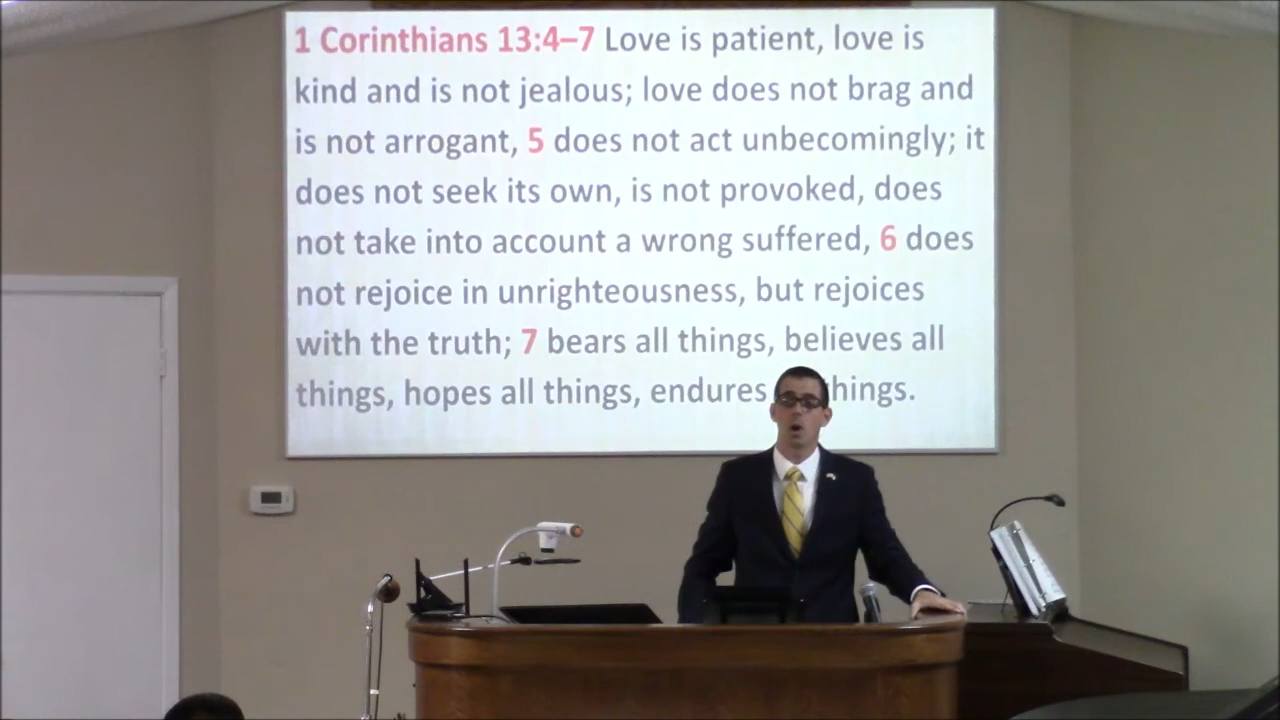 1 Corinthians 13:4–7 Love is patient, love is
kind and is not jealous; love does not brag and
is not arrogant, 5 does not act unbecomingly; it
does not seek its own, is not provoked, does
not take into account a wrong suffered, 6 does
not rejoice in unrighteousness, but rejoices
with the truth; 7 bears all things, believes all
things, hopes all things, endures things.